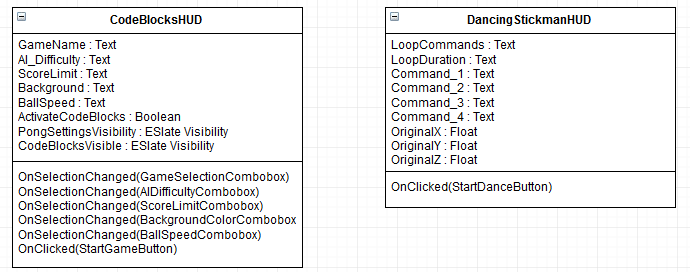 CodeBlocksHUD
GameName : Text
AI_Difficulty : Text
ScoreLimit : Text
Background : Text
BallSpeed : Text
ActivateCodeBlocks : Boolean
PongSettingsVisibility : ESlate Visibility
CodeBlocksVisible : ESlate Visibility
OnSelectionChanged(GameSelectionCombobox)
OnSelectionChanged(AIDifficultyCombobox)
OnSelectionChanged(ScoreLimitCombobox)
OnSelectionChanged(BackgroundColorCombobox
OnSelectionChanged(BallSpeedCombobox)
OnClicked(StartGameButton)
DancingStickmanHUD
LoopCommands : Text
LoopDuration : Text
Command_1 : Text
Command_2 : Text
Command_3 : Text
Command_4 : Text
OriginalX : Float
OriginalY : Float
OriginalZ : Float
OnClicked(StartDanceButton)